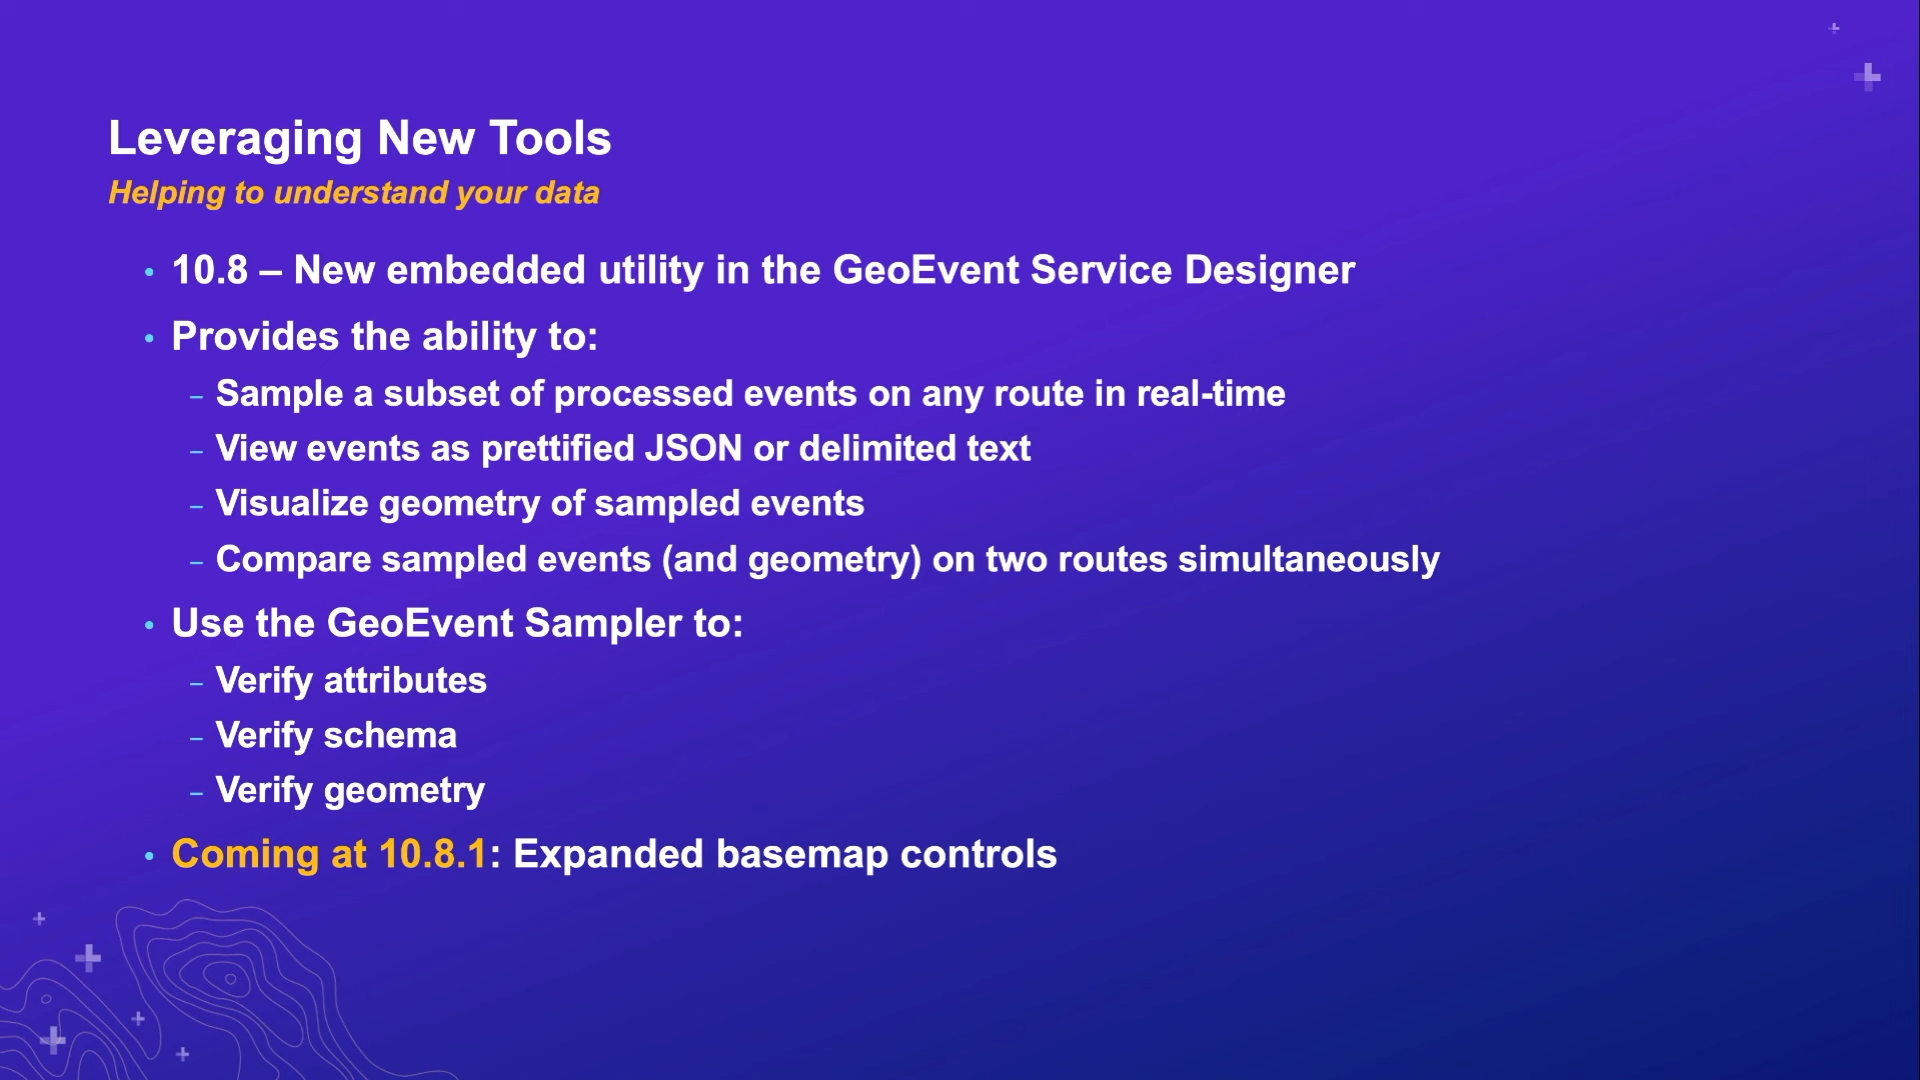 Leveraging New Tools
Helping to understand your data
• 10.8 – New embedded utility in the GeoEvent Service Designer
• Provides the ability to:
– Sample a subset of processed events on any route in real-time
– View events as prettified JSON or delimited text
– Visualize geometry of sampled events
– Compare sampled events (and geometry) on two routes simultaneously
• Use the GeoEvent Sampler to:
– Verify attributes
– Verify schema
– Verify geometry
• Coming at 10.8.1: Expanded basemap controls